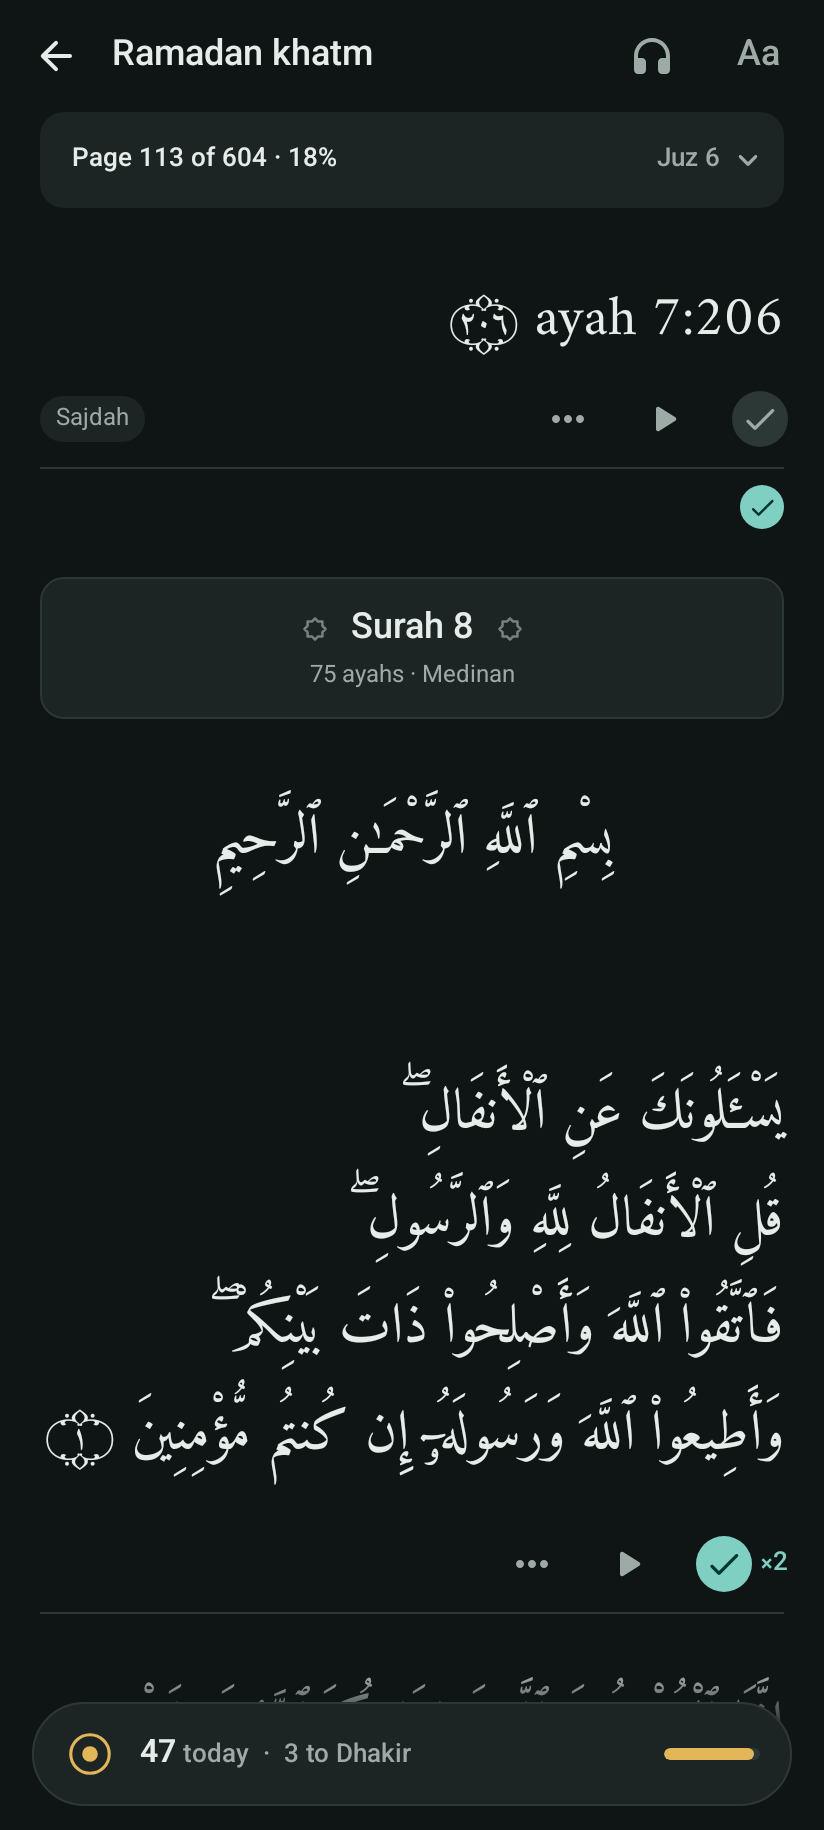 Ramadan khatm Aa
Page 113 of 604 · 18% Juz 6
ayah 7:206 ٢٠٦
Sajdah
Surah 8
75 ayahs · Medinan
بِسْمِ ٱللَّهِ ٱلرَّحْمَـٰنِ ٱلرَّحِيمِ
يَسْـَٔلُونَكَ عَنِ ٱلْأَنفَالِ ۖ
قُلِ ٱلْأَنفَالُ لِلَّهِ وَٱلرَّسُولِ ۖ
فَٱتَّقُوا۟ ٱللَّهَ وَأَصْلِحُوا۟ ذَاتَ بَيْنِكُمْ ۖ
وَأَطِيعُوا۟ ٱللَّهَ وَرَسُولَهُۥٓ إِن كُنتُم مُّؤْمِنِينَ ١
×2
47 today · 3 to Dhakir